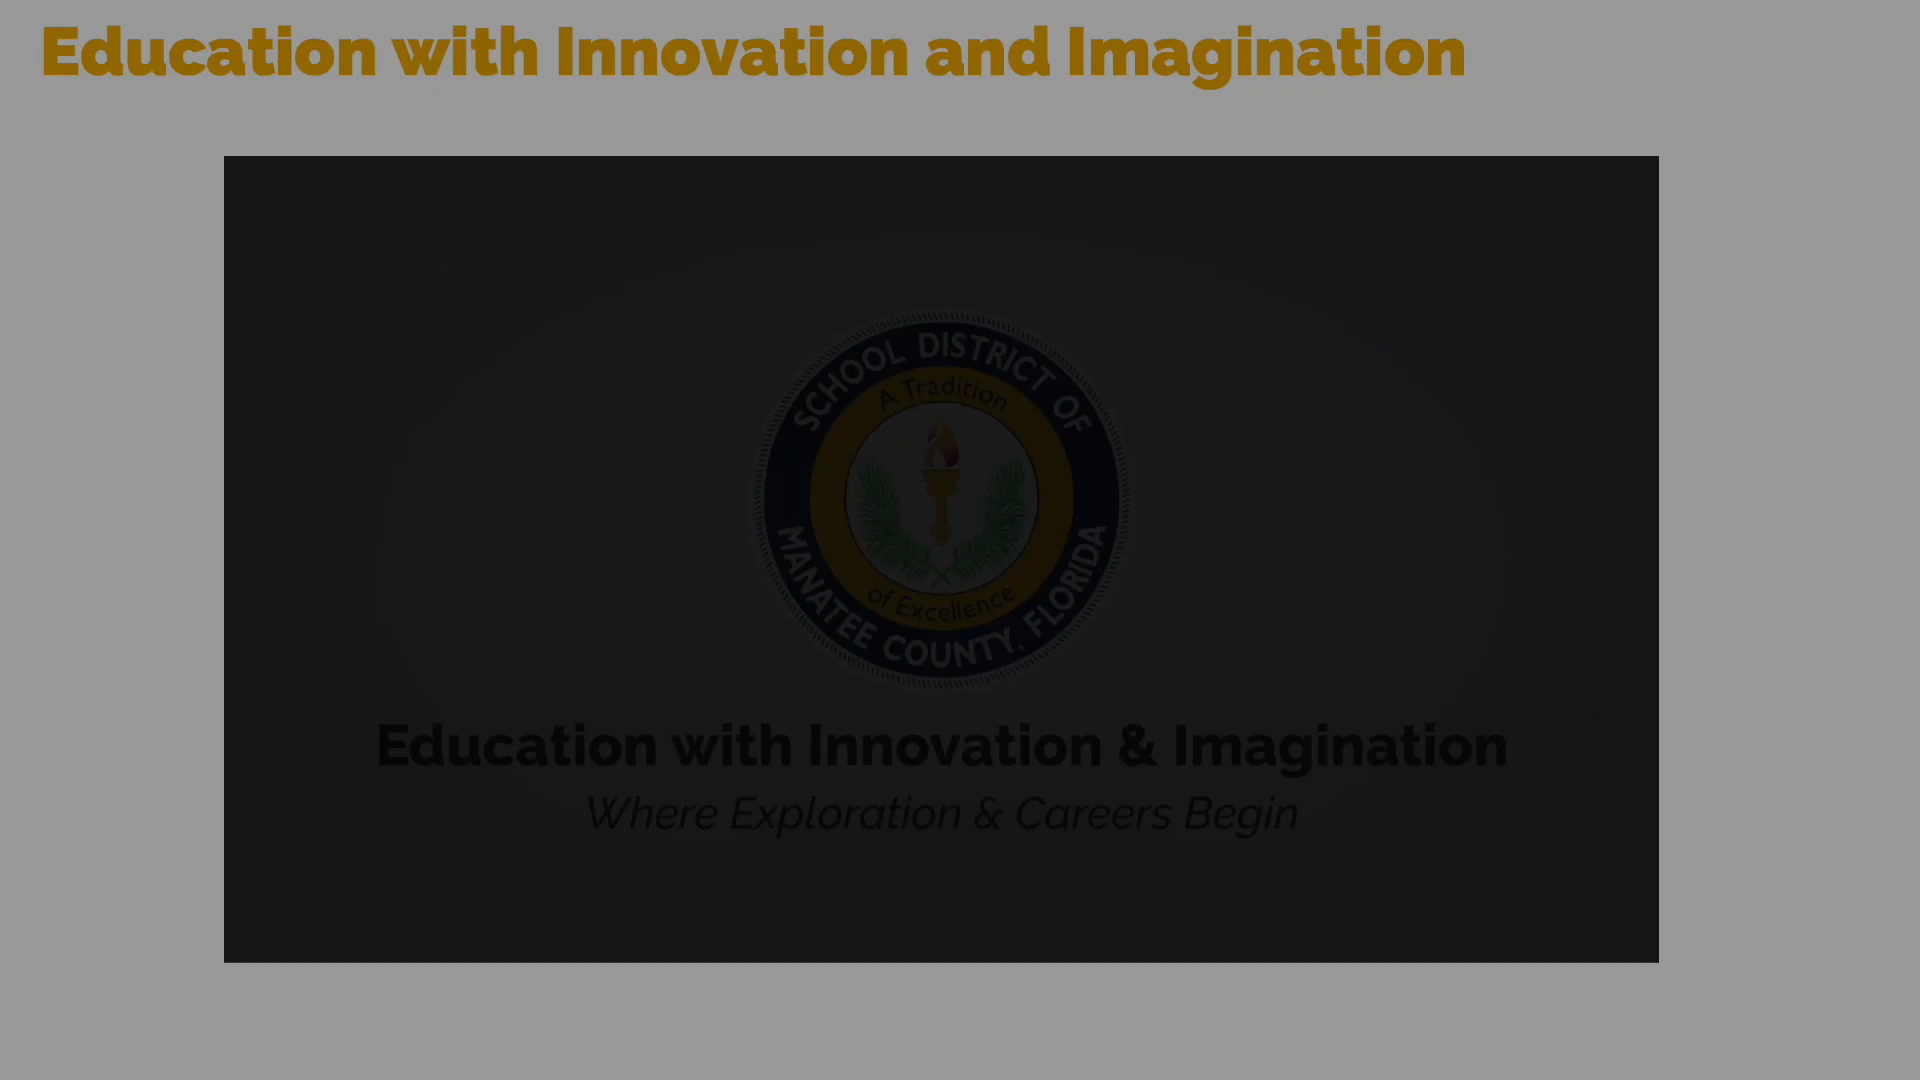 Education with Innovation and Imagination
SCHOOL DISTRICT OF
A Tradition
of Excellence
MANATEE COUNTY, FLORIDA
Education with Innovation & Imagination
Where Exploration & Careers Begin